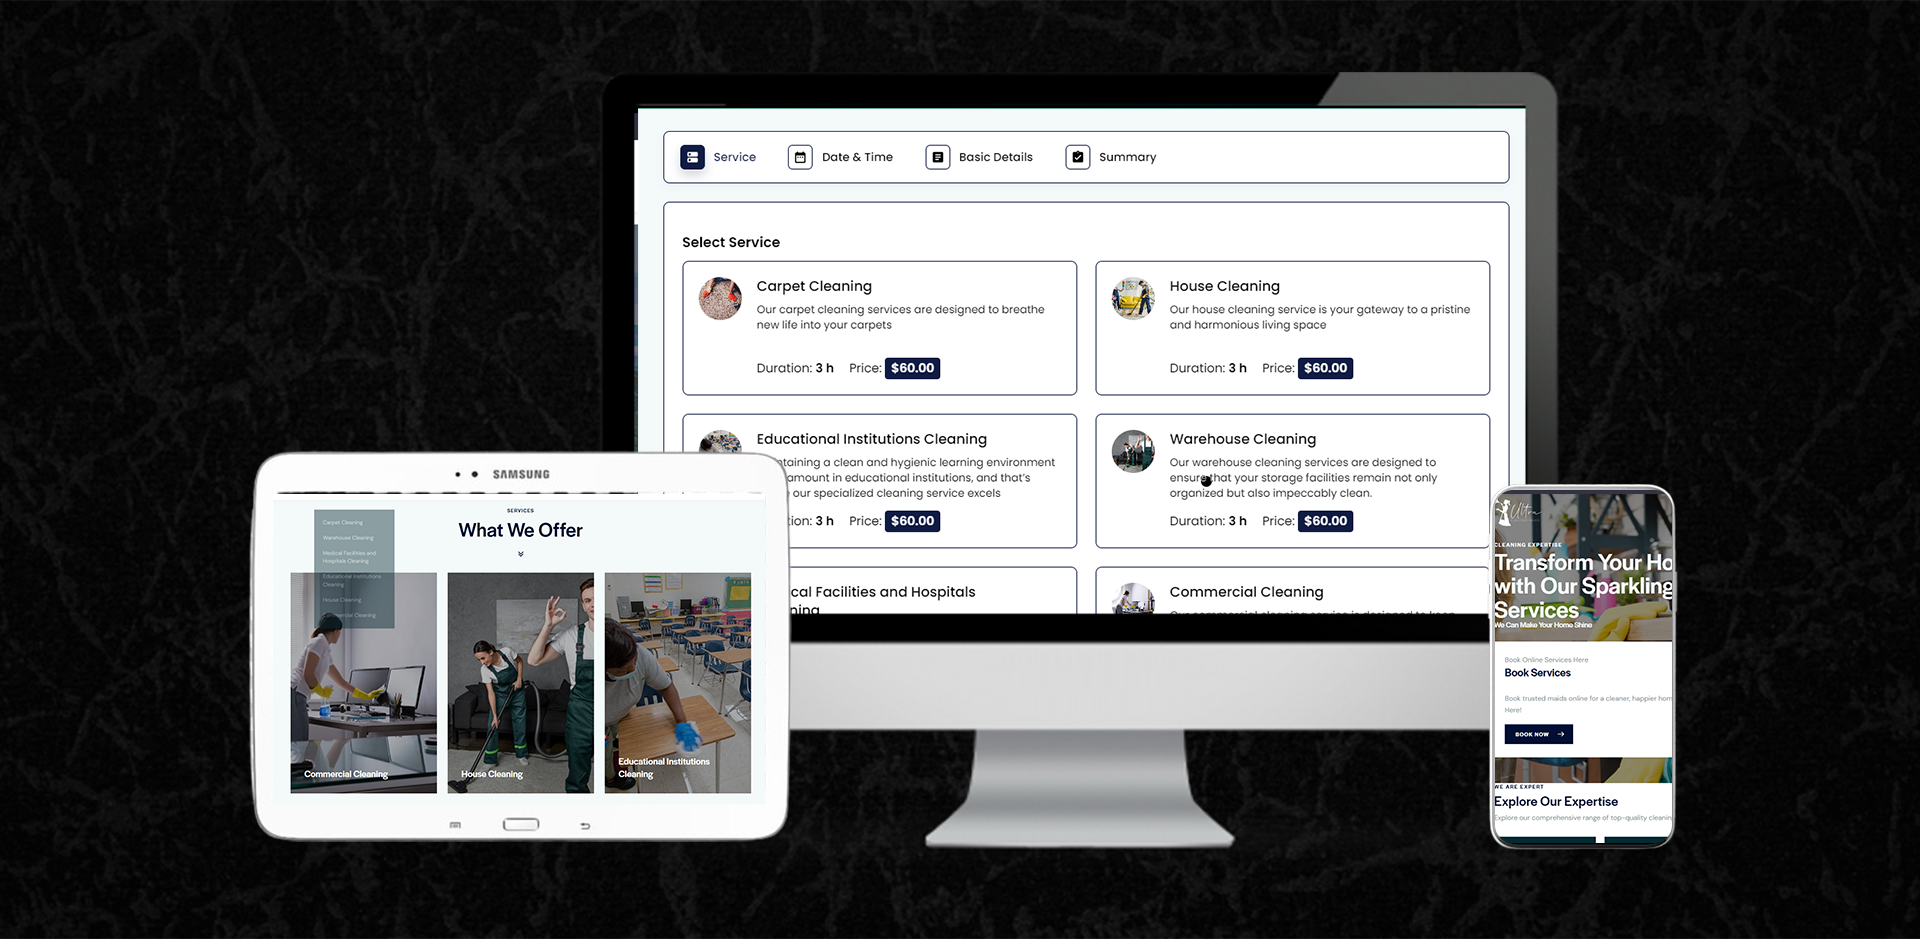 Service
Date & Time
Basic Details
Summary
Select Service
Carpet Cleaning
Our carpet cleaning services are designed to breathe
new life into your carpets
Duration: 3 h Price: $60.00
House Cleaning
Our house cleaning service is your gateway to a pristine
and harmonious living space
Duration: 3 h Price: $60.00
Educational Institutions Cleaning
taining a clean and hygienic learning environment
amount in educational institutions, and that's
our specialized cleaning service excels
ion: 3 h Price: $60.00
Warehouse Cleaning
Our warehouse cleaning services are designed to
ensure that your storage facilities remain not only
organized but also impeccably clean.
Duration: 3 h Price: $60.00
cal Facilities and Hospitals
ning
Commercial Cleaning
Our commercial cleaning service is designed to keep
SAMSUNG
SERVICES
What We Offer
Carpet Cleaning
Warehouse Cleaning
Medical Facilities and
Hospitals Cleaning
Educational Institutions
Cleaning
House Cleaning
Commercial Cleaning
Commercial Cleaning
House Cleaning
Educational Institutions
Cleaning
Ultra
CLEANING EXPERTISE
Transform Your Ho
with Our Sparkling
Services
We Can Make Your Home Shine
Book Online Services Here
Book Services
Book trusted maids online for a cleaner, happier hom
Here!
BOOK NOW
WE ARE EXPERT
Explore Our Expertise
Explore our comprehensive range of top-quality cleanin